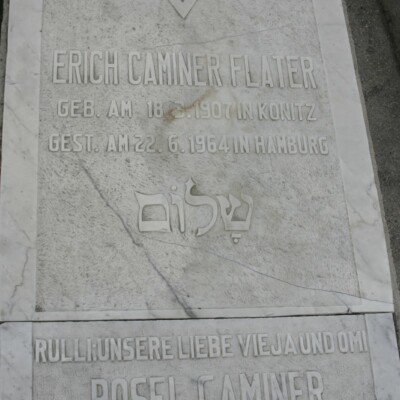 ERICH CAMINER FLATER
GEB. AM 18. 1907 IN KONITZ
GEST. AM 22. 6. 1964 IN HAMBURG
שָלוֹם
RULLI: UNSERE LIEBE VIEJA UND OMI
ROSEL CAMINER